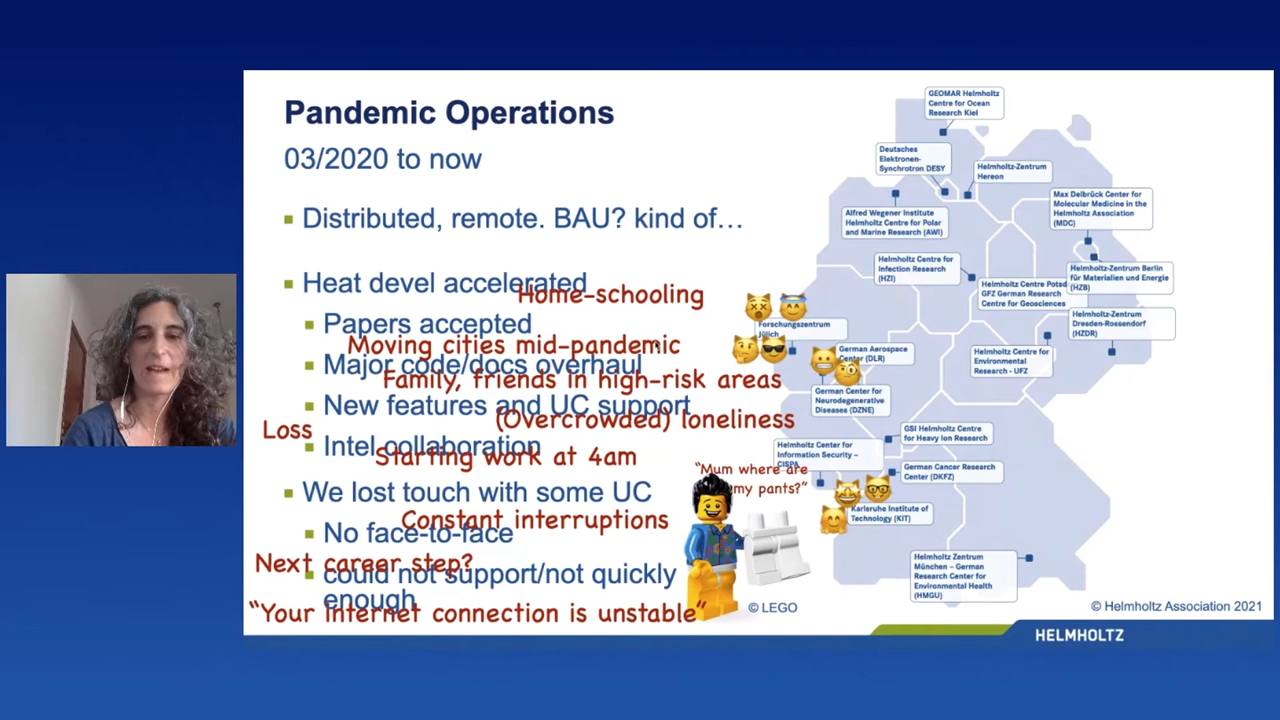 Pandemic Operations
03/2020 to now
Distributed, remote. BAU? kind of…
Heat devel accelerated
Home-schooling
Papers accepted
Moving cities mid-pandemic
Major code/docs overhaul
Family, friends in high-risk areas
New features and UC support
(Overcrowded) loneliness
Loss
Intel collaboration
Starting work at 4am
We lost touch with some UC
Constant interruptions
No face-to-face
Next career step?
could not support/not quickly
enough
"Your internet connection is unstable"
"Mum where are
my pants?"
© LEGO
GEOMAR Helmholtz
Centre for Ocean
Research Kiel
Deutsches
Elektronen-
Synchrotron DESY
Helmholtz-Zentrum
Hereon
Max Delbrück Center for
Molecular Medicine in the
Helmholtz Association
(MDC)
Alfred Wegener Institute
Helmholtz Centre for Polar
and Marine Research (AWI)
Helmholtz Centre for
Infection Research
(HZI)
Helmholtz-Zentrum Berlin
für Materialien und Energie
(HZB)
Helmholtz Centre Potsd
GFZ German Research
Centre for Geosciences
Helmholtz-Zentrum
Dresden-Rossendorf
(HZDR)
Forschungszentrum
Jülich
German Aerospace
Center (DLR)
Helmholtz Centre for
Environmental
Research - UFZ
German Center for
Neurodegenerative
Diseases (DZNE)
GSI Helmholtz Centre
for Heavy Ion Research
Helmholtz Center for
Information Security –
CISPA
German Cancer Research
Center (DKFZ)
Karlsruhe Institute of
Technology (KIT)
Helmholtz Zentrum
München – German
Research Center for
Environmental Health
(HMGU)
© Helmholtz Association 2021
HELMHOLTZ